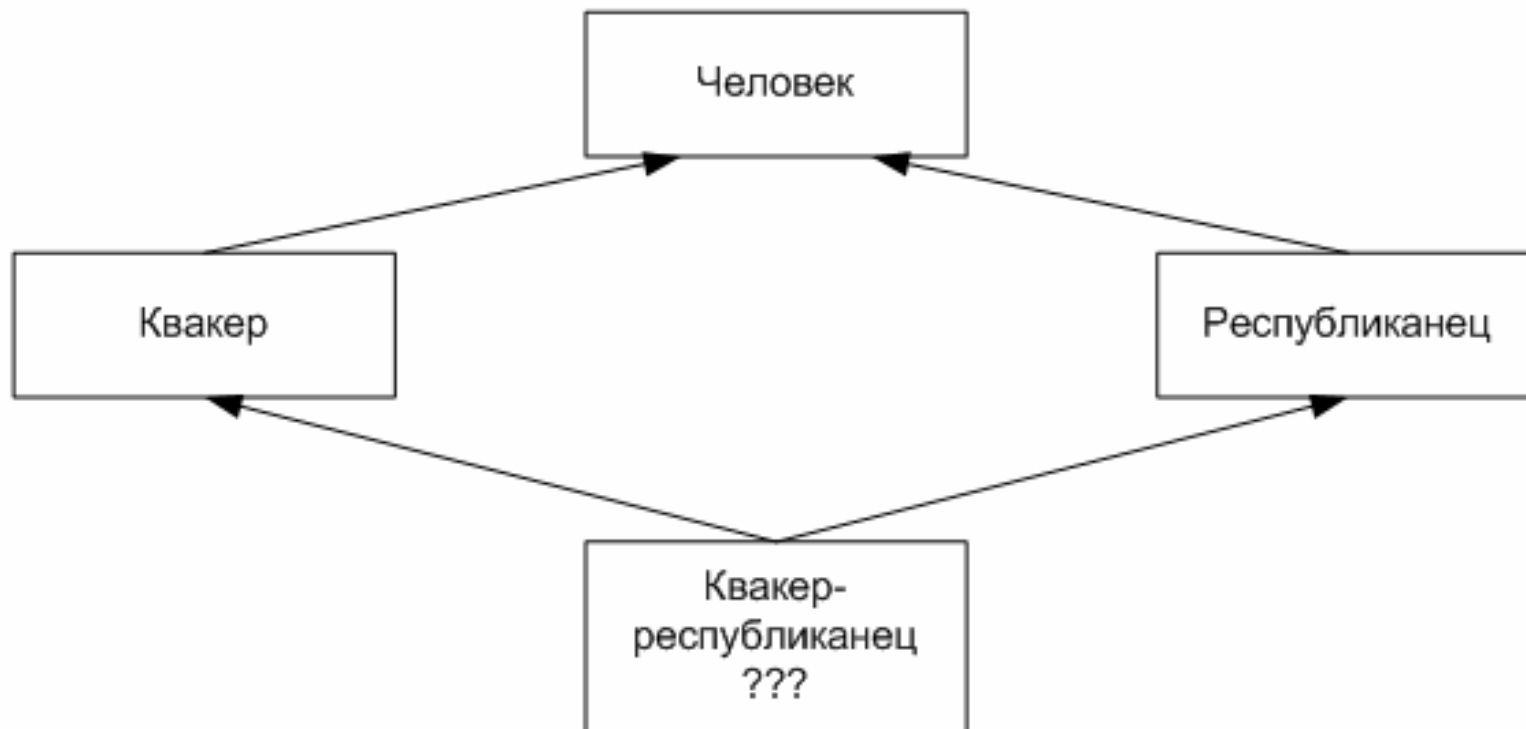 Человек
Квакер
Республиканец
Квакер-
республиканец
???